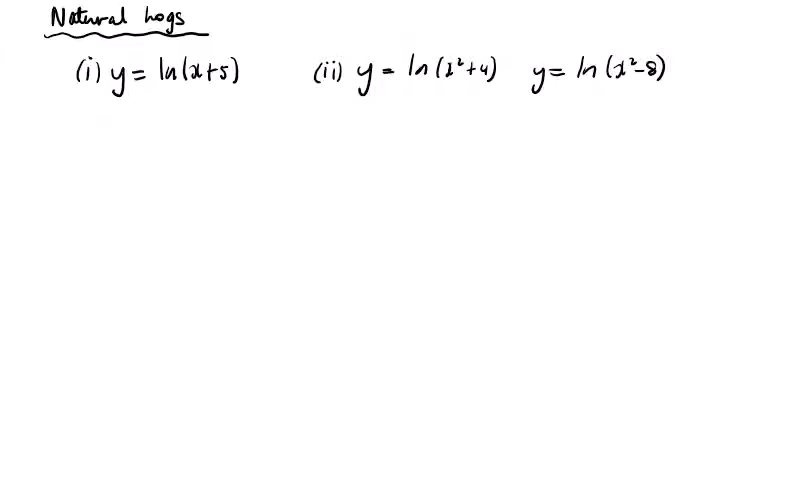 Natural Logs
(i) y = ln(x+5) (ii) y = ln(x²+4) y = ln(x²-8)